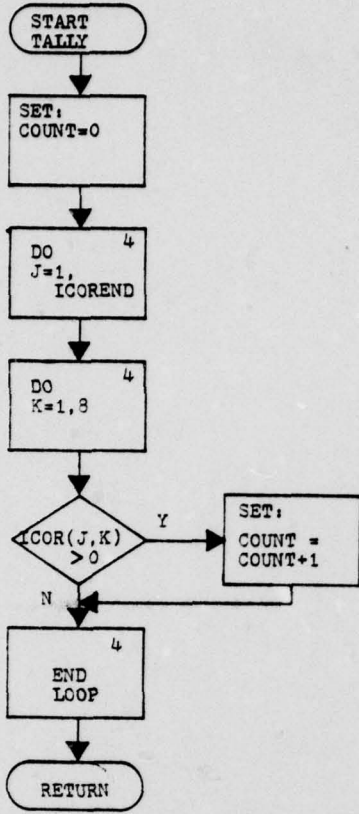 START
TALLY
SET:
COUNT=0
4
DO
J=1,
ICOREND
4
DO
K=1,8
ICOR(J,K)
>0
Y
SET:
COUNT =
COUNT+1
N
4
END
LOOP
RETURN